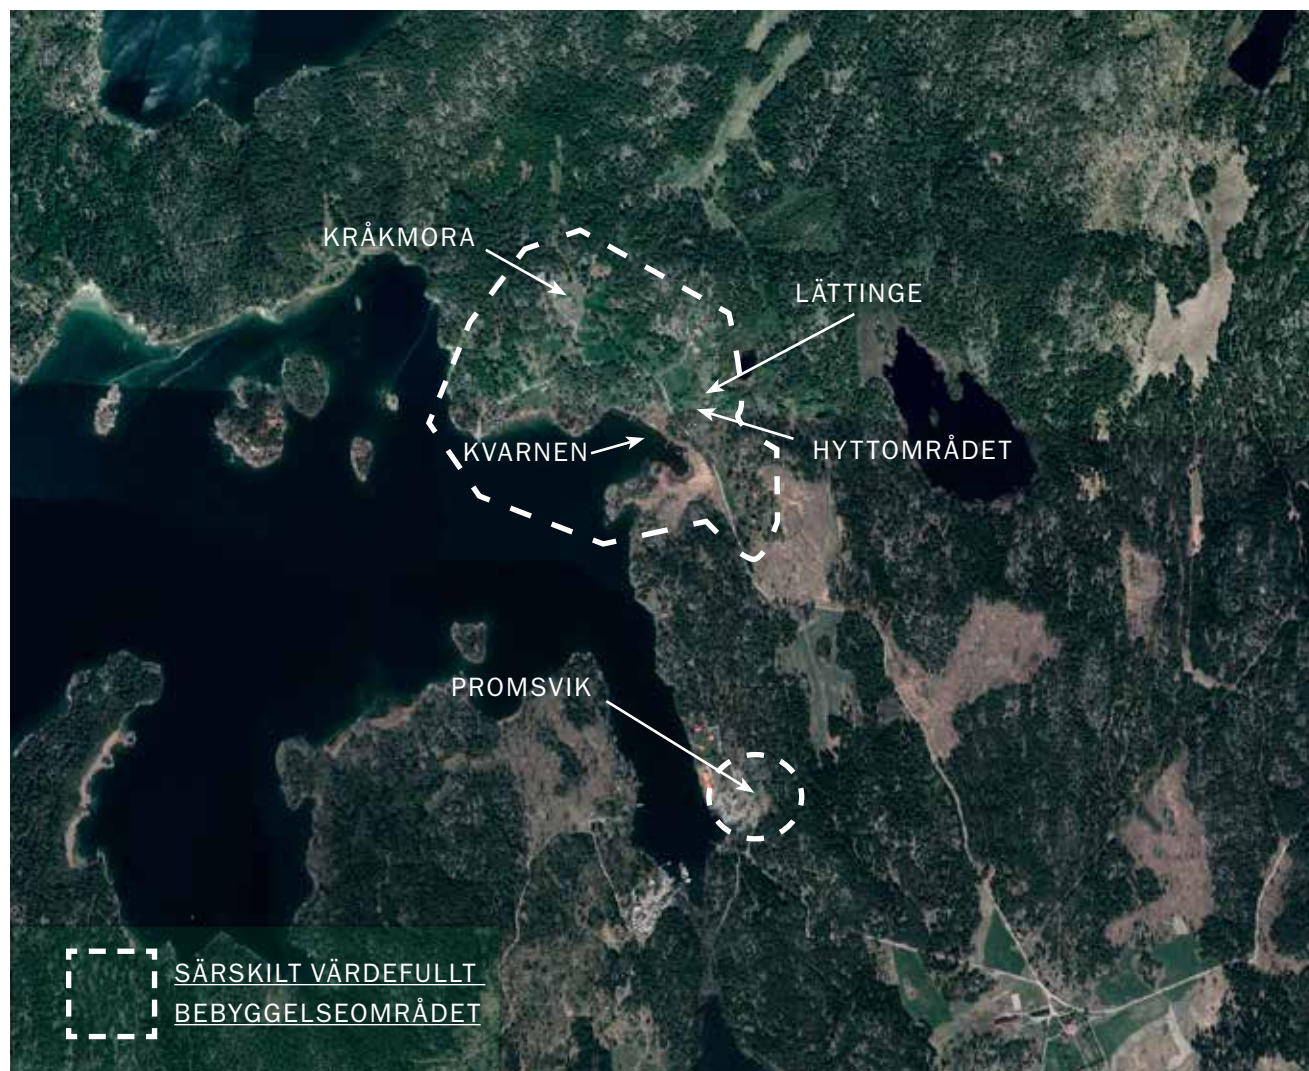 KRÅKMORA
LÄTTINGE
KVARNEN
HYTTOMRÅDET
PROMSVIK
SÄRSKILT VÄRDEFULLT
BEBYGGELSEOMRÅDET